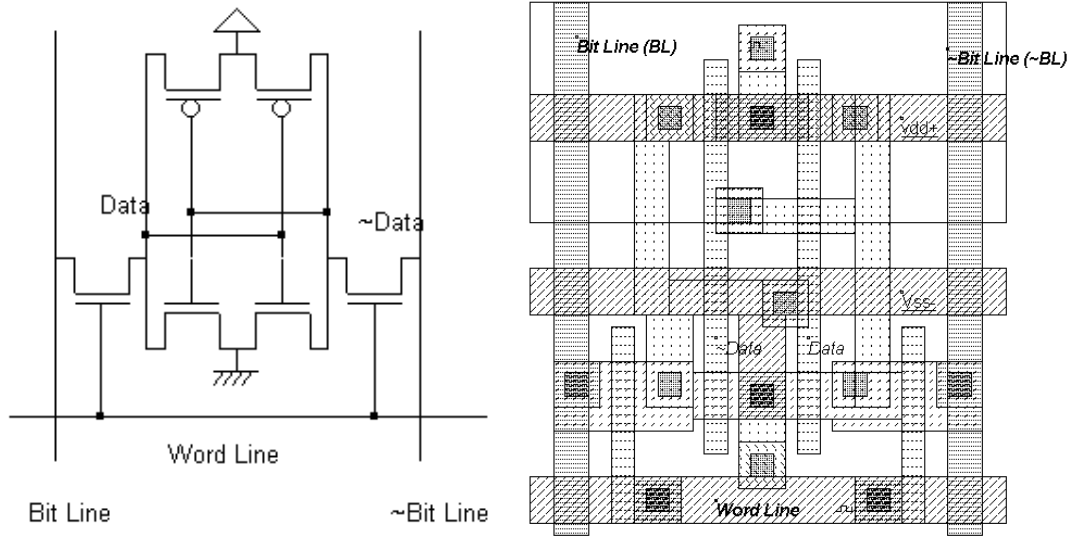 Data
~Data
Word Line
Bit Line
~Bit Line
Bit Line (BL)
~Bit Line (~BL)
vdd+
Vss-
~Data
Data
Word Line